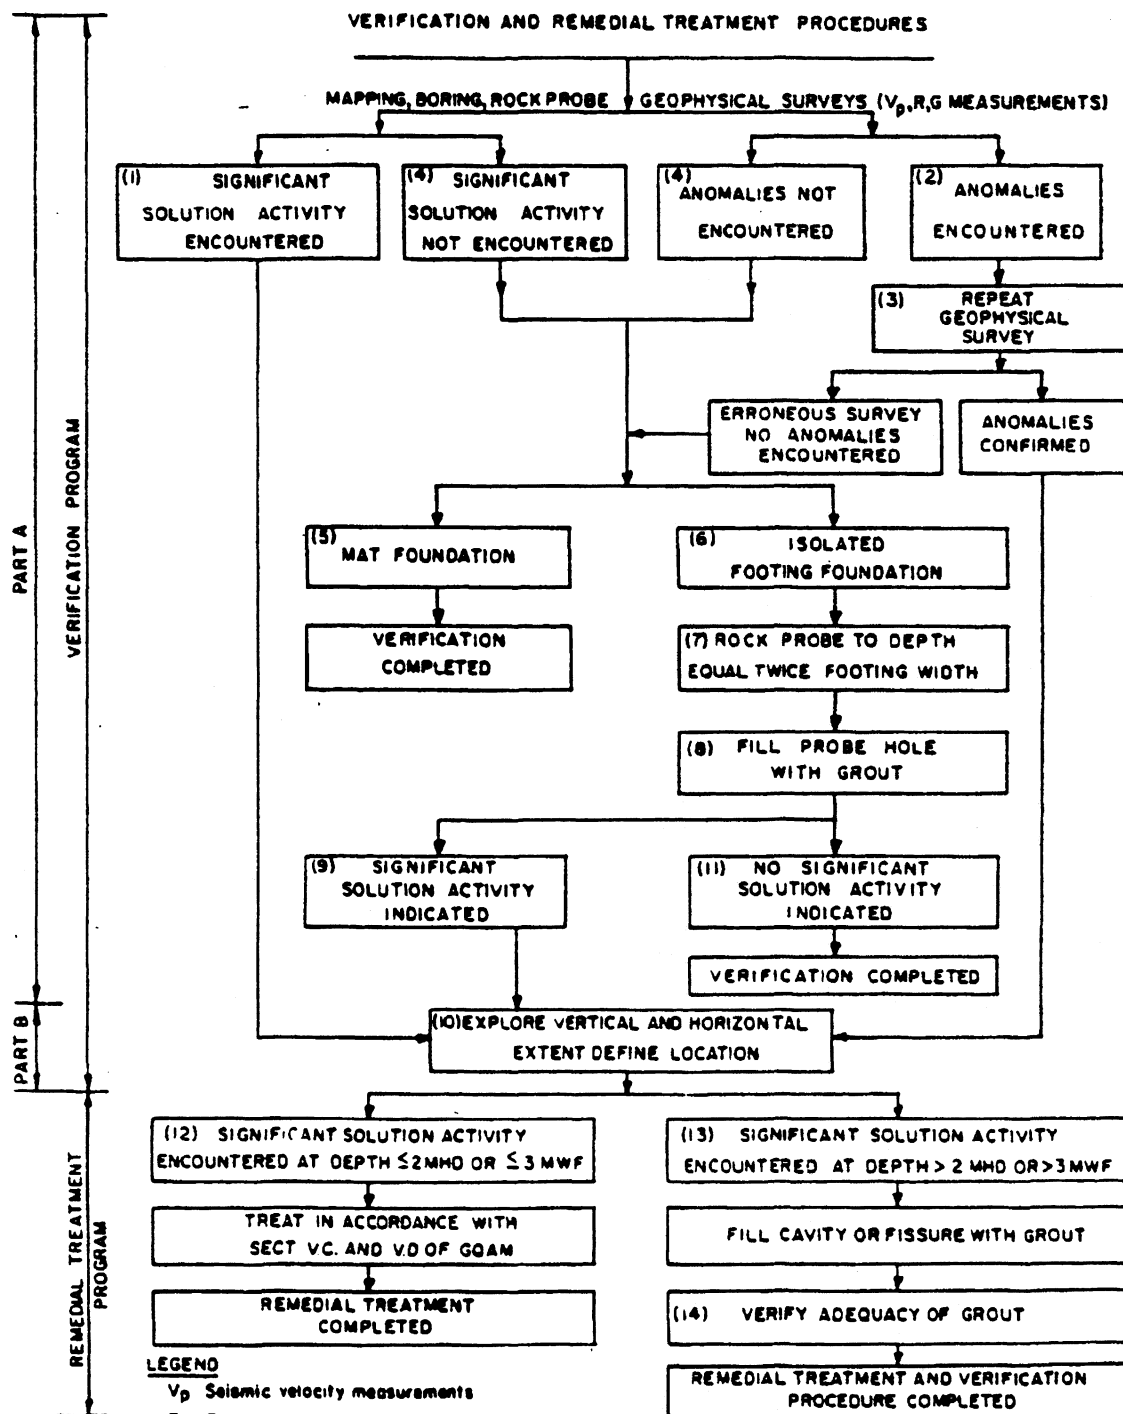 VERIFICATION AND REMEDIAL TREATMENT PROCEDURES
MAPPING, BORING, ROCK PROBE
GEOPHYSICAL SURVEYS (Vp,R,G MEASUREMENTS)
(1) SIGNIFICANT
SOLUTION ACTIVITY
ENCOUNTERED
(4) SIGNIFICANT
SOLUTION ACTIVITY
NOT ENCOUNTERED
(4)
ANOMALIES NOT
ENCOUNTERED
(2)
ANOMALIES
ENCOUNTERED
(3) REPEAT
GEOPHYSICAL
SURVEY
ERRONEOUS SURVEY
NO ANOMALIES
ENCOUNTERED
ANOMALIES
CONFIRMED
(5)
MAT FOUNDATION
(6) ISOLATED
FOOTING FOUNDATION
VERIFICATION
COMPLETED
(7) ROCK PROBE TO DEPTH
EQUAL TWICE FOOTING WIDTH
(8) FILL PROBE HOLE
WITH GROUT
(9) SIGNIFICANT
SOLUTION ACTIVITY
INDICATED
(11) NO SIGNIFICANT
SOLUTION ACTIVITY
INDICATED
VERIFICATION COMPLETED
(10) EXPLORE VERTICAL AND HORIZONTAL
EXTENT DEFINE LOCATION
(12) SIGNIFICANT SOLUTION ACTIVITY
ENCOUNTERED AT DEPTH ≤2 MHD OR ≤ 3 MWF
(13) SIGNIFICANT SOLUTION ACTIVITY
ENCOUNTERED AT DEPTH > 2 MHD OR >3 MWF
TREAT IN ACCORDANCE WITH
SECT V.C. AND V.D OF GQAM
FILL CAVITY OR FISSURE WITH GROUT
REMEDIAL TREATMENT
COMPLETED
(14) VERIFY ADEQUACY OF GROUT
REMEDIAL TREATMENT AND VERIFICATION
PROCEDURE COMPLETED
LEGEND
Vp Seismic velocity measurements
PART A
VERIFICATION PROGRAM
PART B
REMEDIAL TREATMENT
PROGRAM